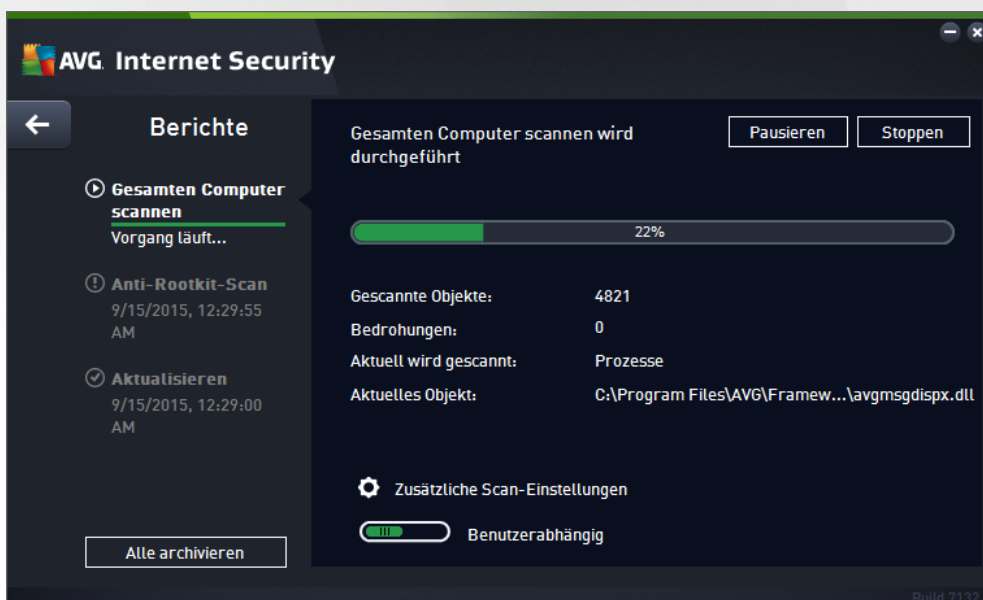 AVG Internet Security
Berichte
Gesamten Computer scannen
Vorgang läuft...
Anti-Rootkit-Scan
9/15/2015, 12:29:55
AM
Aktualisieren
9/15/2015, 12:29:00
AM
Alle archivieren
Gesamten Computer scannen wird
durchgeführt
Pausieren
Stoppen
22%
Gescannte Objekte: 4821
Bedrohungen: 0
Aktuell wird gescannt: Prozesse
Aktuelles Objekt: C:\Program Files\AVG\Framew...\avgmsgdispx.dll
Zusätzliche Scan-Einstellungen
Benutzerabhängig
Build 7132